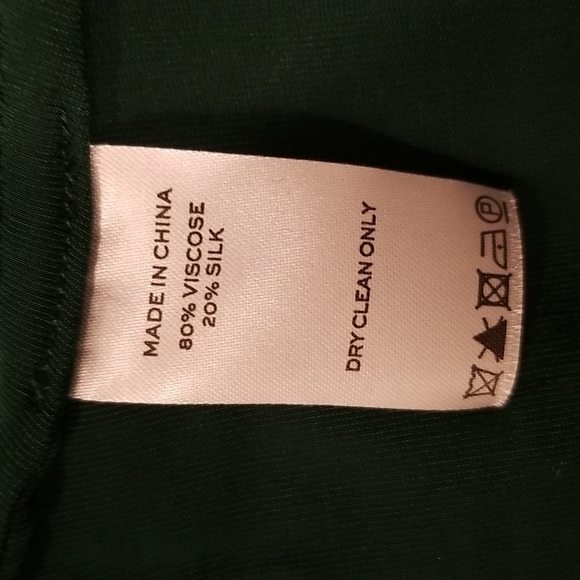 MADE IN CHINA
80% VISCOSE
20% SILK
DRY CLEAN ONLY
P